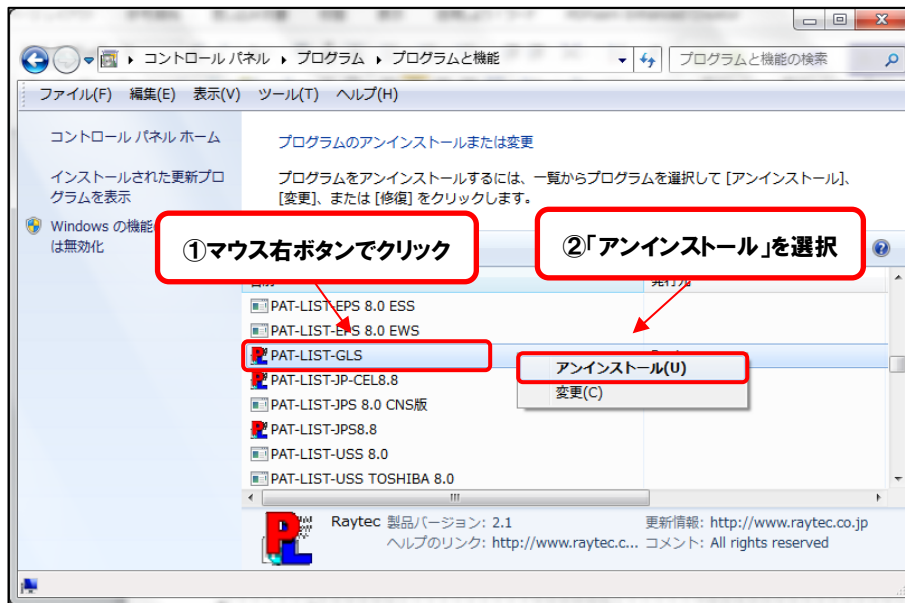 コントロール パネル ▸ プログラム ▸ プログラムと機能
プログラムと機能の検索
ファイル(F) 編集(E) 表示(V) ツール(T) ヘルプ(H)
コントロール パネル ホーム
インストールされた更新プロ
グラムを表示
Windows の機能
は無効化
プログラムのアンインストールまたは変更
プログラムをアンインストールするには、一覧からプログラムを選択して [アンインストール]、
[変更]、または [修復] をクリックします。
①マウス右ボタンでクリック
②「アンインストール」を選択
PAT-LIST-EPS 8.0 ESS
PAT-LIST-EPS 8.0 EWS
PAT-LIST-GLS
PAT-LIST-JP-CEL8.8
PAT-LIST-JPS 8.0 CNS版
PAT-LIST-JPS8.8
PAT-LIST-USS 8.0
PAT-LIST-USS TOSHIBA 8.0
アンインストール(U)
変更(C)
Raytec 製品バージョン: 2.1
更新情報: http://www.raytec.co.jp
ヘルプのリンク: http://www.raytec.c...
コメント: All rights reserved